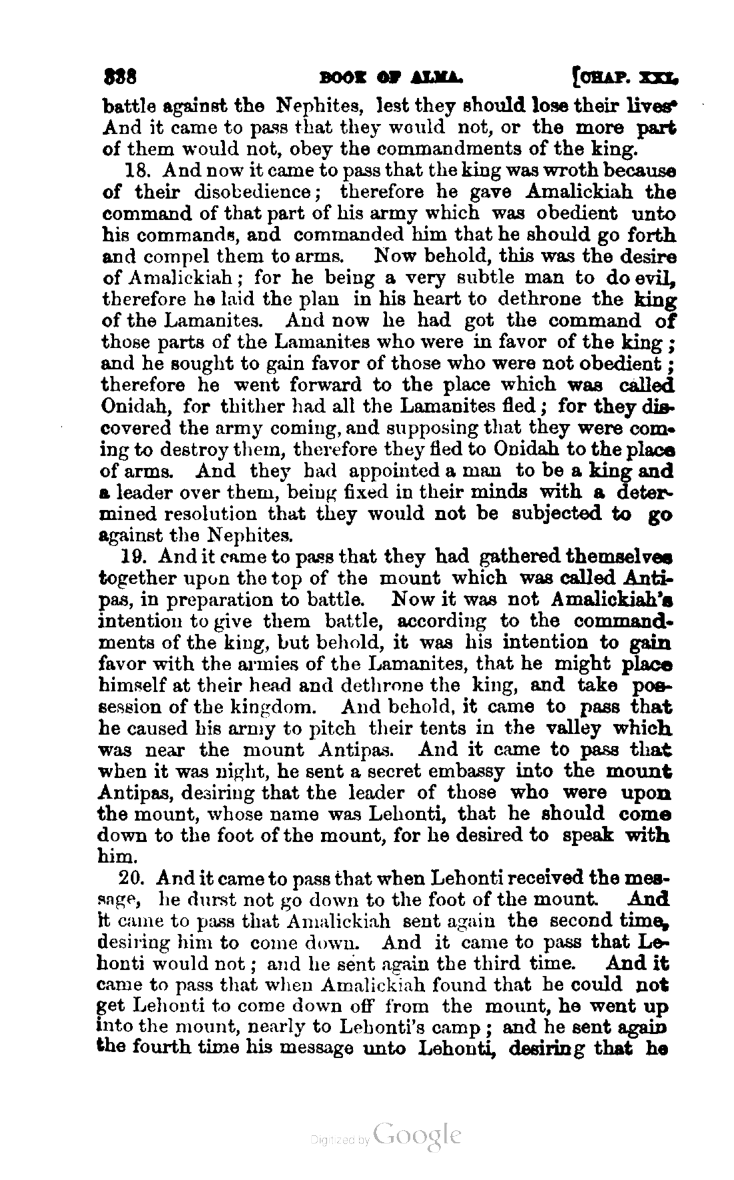 338 BOOK OF ALMA. [CHAP. XXI.
battle against the Nephites, lest they should lose their lives
And it came to pass that they would not, or the more part
of them would not, obey the commandments of the king.
18. And now it came to pass that the king was wroth because
of their disobedience; therefore he gave Amalickiah the
command of that part of his army which was obedient unto
his commands, and commanded him that he should go forth
and compel them to arms. Now behold, this was the desire
of Amalickiah; for he being a very subtle man to do evil,
therefore he laid the plan in his heart to dethrone the king
of the Lamanites. And now he had got the command of
those parts of the Lamanites who were in favor of the king;
and he sought to gain favor of those who were not obedient;
therefore he went forward to the place which was called
Onidah, for thither had all the Lamanites fled; for they dis-
covered the army coming, and supposing that they were com-
ing to destroy them, therefore they fled to Onidah to the place
of arms. And they had appointed a man to be a king and
a leader over them, being fixed in their minds with a deter-
mined resolution that they would not be subjected to go
against the Nephites.
19. And it came to pass that they had gathered themselves
together upon the top of the mount which was called Anti-
pas, in preparation to battle. Now it was not Amalickiah's
intention to give them battle, according to the command-
ments of the king, but behold, it was his intention to gain
favor with the armies of the Lamanites, that he might place
himself at their head and dethrone the king, and take pos-
session of the kingdom. And behold, it came to pass that
he caused his army to pitch their tents in the valley which
was near the mount Antipas. And it came to pass that
when it was night, he sent a secret embassy into the mount
Antipas, desiring that the leader of those who were upon
the mount, whose name was Lehonti, that he should come
down to the foot of the mount, for he desired to speak with
him.
20. And it came to pass that when Lehonti received the mes-
sage, he durst not go down to the foot of the mount. And
it came to pass that Amalickiah sent again the second time,
desiring him to come down. And it came to pass that Le-
honti would not; and he sent again the third time. And it
came to pass that when Amalickiah found that he could not
get Lehonti to come down off from the mount, he went up
into the mount, nearly to Lehonti's camp; and he sent again
the fourth time his message unto Lehonti, desiring that he
Digitized by Google